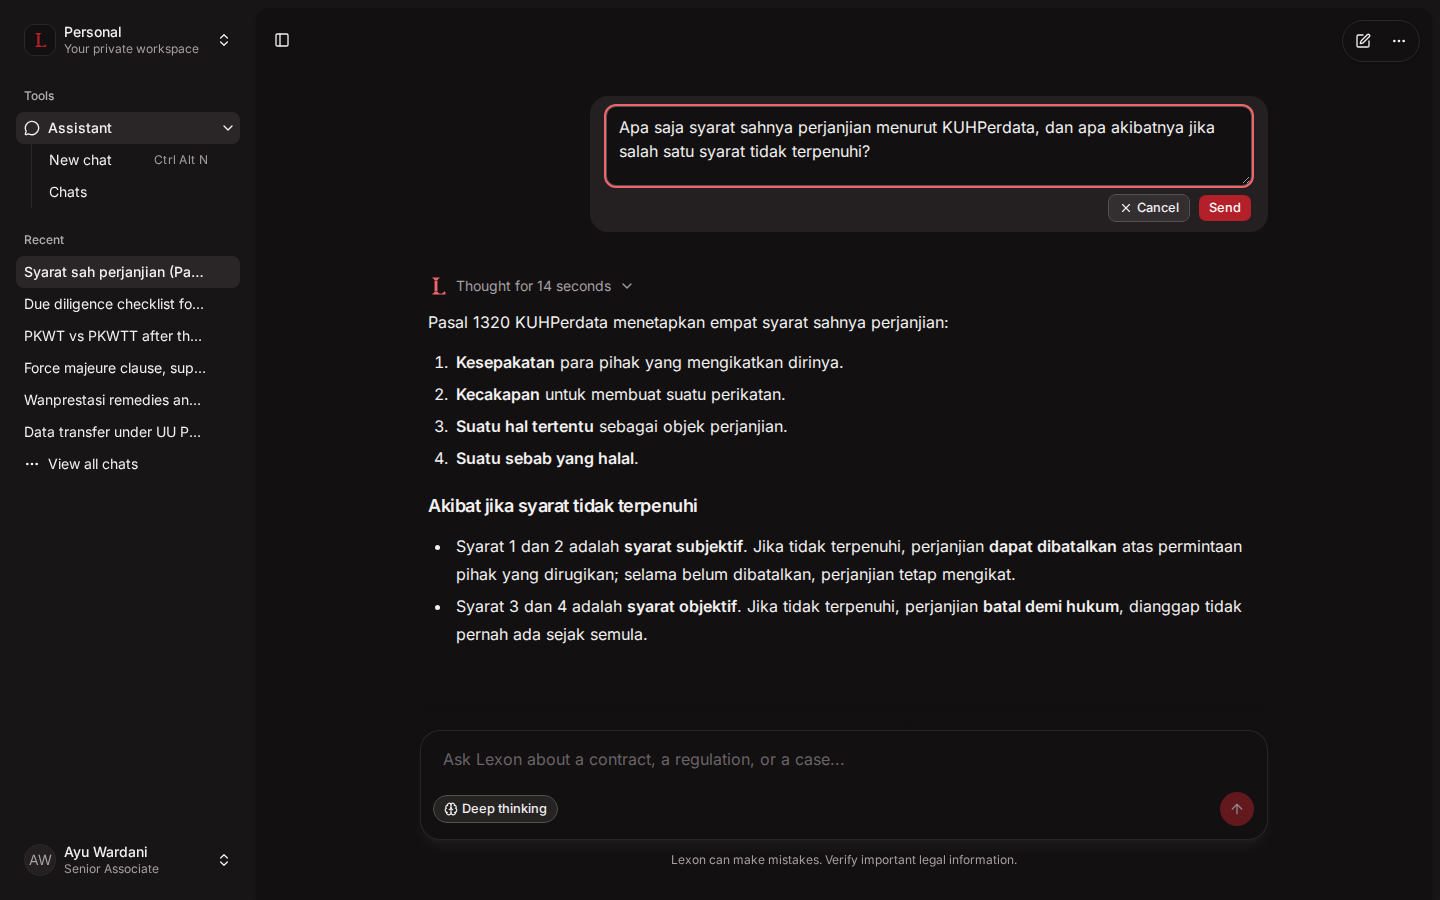 L
Personal
Your private workspace
Tools
Assistant
New chat
Ctrl Alt N
Chats
Recent
Syarat sah perjanjian (Pa...
Due diligence checklist fo...
PKWT vs PKWTT after th...
Force majeure clause, sup...
Wanprestasi remedies an...
Data transfer under UU P...
View all chats
AW
Ayu Wardani
Senior Associate
Apa saja syarat sahnya perjanjian menurut KUHPerdata, dan apa akibatnya jika
salah satu syarat tidak terpenuhi?
Cancel
Send
L
Thought for 14 seconds
Pasal 1320 KUHPerdata menetapkan empat syarat sahnya perjanjian:
1. Kesepakatan para pihak yang mengikatkan dirinya.
2. Kecakapan untuk membuat suatu perikatan.
3. Suatu hal tertentu sebagai objek perjanjian.
4. Suatu sebab yang halal.
Akibat jika syarat tidak terpenuhi
• Syarat 1 dan 2 adalah syarat subjektif. Jika tidak terpenuhi, perjanjian dapat dibatalkan atas permintaan
pihak yang dirugikan; selama belum dibatalkan, perjanjian tetap mengikat.
• Syarat 3 dan 4 adalah syarat objektif. Jika tidak terpenuhi, perjanjian batal demi hukum, dianggap tidak
pernah ada sejak semula.
Ask Lexon about a contract, a regulation, or a case...
Deep thinking
Lexon can make mistakes. Verify important legal information.